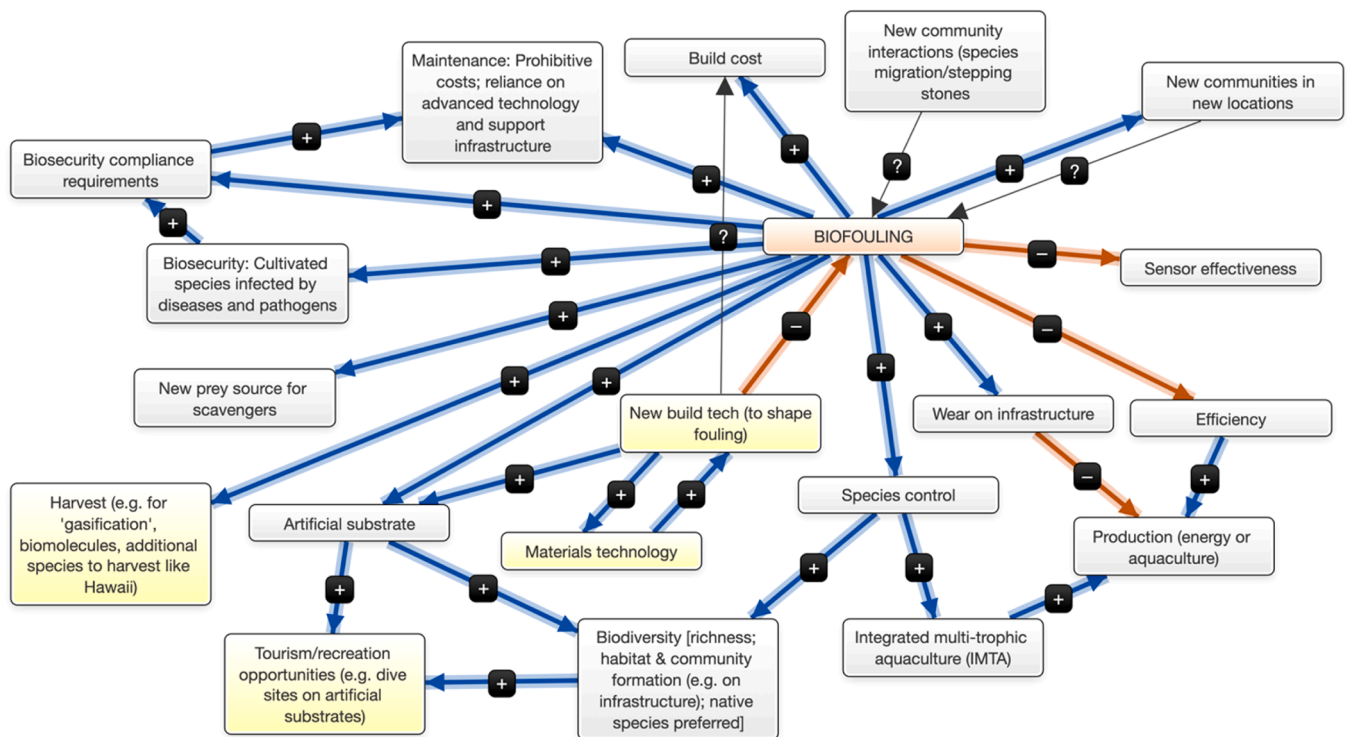 Maintenance: Prohibitive
costs; reliance on
advanced technology
and support
infrastructure
Build cost
New community
interactions (species
migration/stepping
stones
New communities in
new locations
Biosecurity compliance
requirements
+
+
+
?
+
?
+
+
+
?
BIOFOULING
−
Sensor effectiveness
Biosecurity: Cultivated
species infected by
diseases and pathogens
+
+
−
+
−
New prey source for
scavengers
+
+
+
New build tech (to shape
fouling)
Wear on infrastructure
Efficiency
Harvest (e.g. for
'gasification',
biomolecules, additional
species to harvest like
Hawaii)
Artificial substrate
+
+
+
Species control
−
+
Materials technology
Production (energy or
aquaculture)
+
+
+
+
+
Tourism/recreation
opportunities (e.g. dive
sites on artificial
substrates)
+
Biodiversity [richness;
habitat & community
formation (e.g. on
infrastructure); native
species preferred]
Integrated multi-trophic
aquaculture (IMTA)